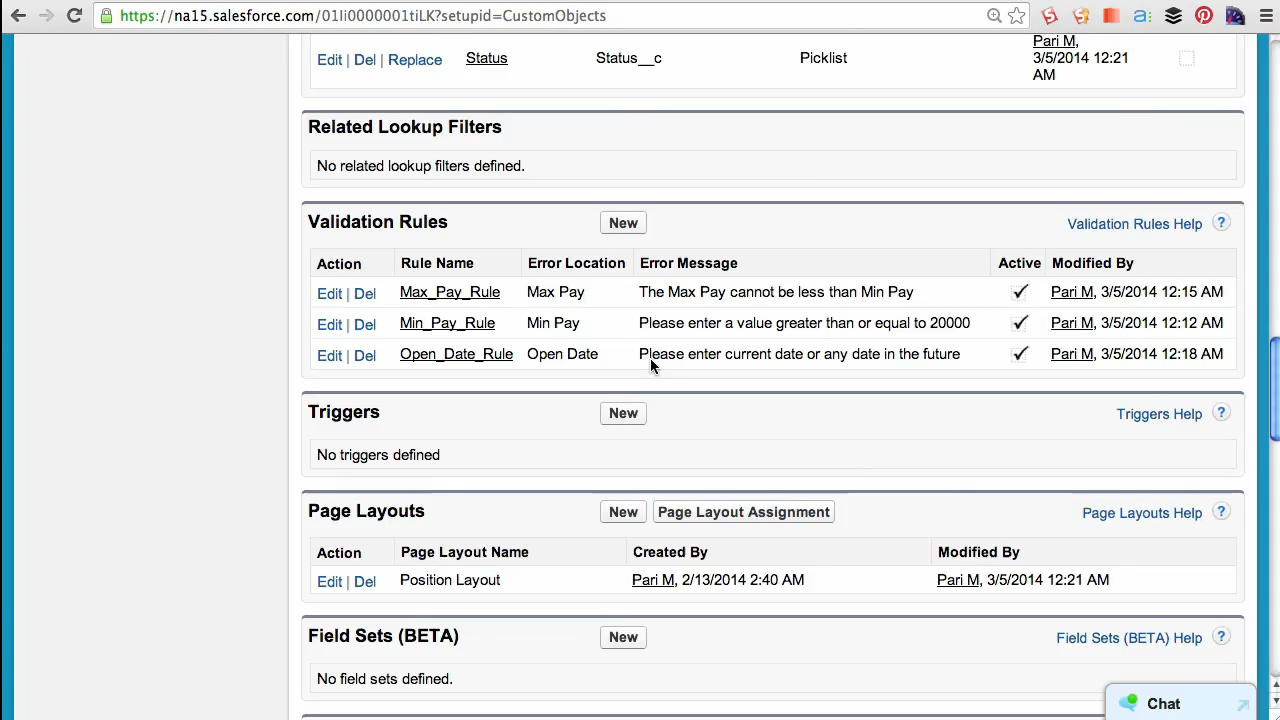 https://na15.salesforce.com/01Ii0000001tiLK?setupid=CustomObjects
Edit | Del | Replace Status Status__c Picklist Pari M, 3/5/2014 12:21 AM
Related Lookup Filters
No related lookup filters defined.
Validation Rules New Validation Rules Help ?
Action Rule Name Error Location Error Message Active Modified By
Edit | Del Max_Pay_Rule Max Pay The Max Pay cannot be less than Min Pay Pari M, 3/5/2014 12:15 AM
Edit | Del Min_Pay_Rule Min Pay Please enter a value greater than or equal to 20000 Pari M, 3/5/2014 12:12 AM
Edit | Del Open_Date_Rule Open Date Please enter current date or any date in the future Pari M, 3/5/2014 12:18 AM
Triggers New Triggers Help ?
No triggers defined
Page Layouts New Page Layout Assignment Page Layouts Help ?
Action Page Layout Name Created By Modified By
Edit | Del Position Layout Pari M, 2/13/2014 2:40 AM Pari M, 3/5/2014 12:21 AM
Field Sets (BETA) New Field Sets (BETA) Help ?
No field sets defined.
Chat